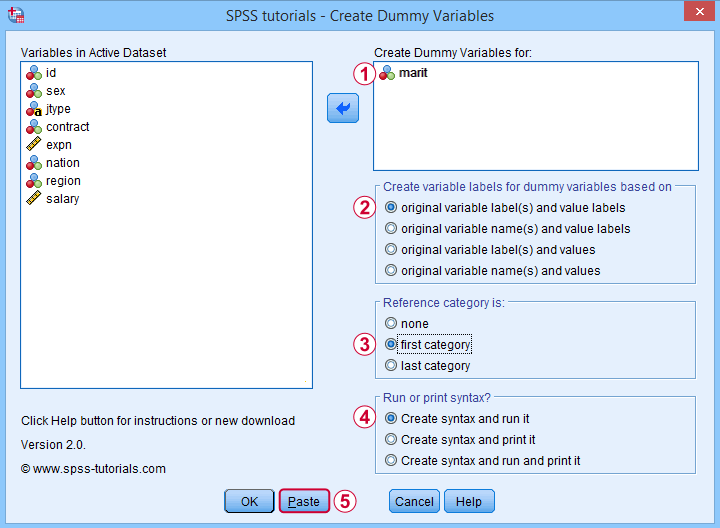 SPSS tutorials - Create Dummy Variables
x
Variables in Active Dataset
id
sex
a jtype
contract
expn
nation
region
salary
Create Dummy Variables for:
1 marit
Create variable labels for dummy variables based on
2 original variable label(s) and value labels
original variable name(s) and value labels
original variable label(s) and values
original variable name(s) and values
Reference category is:
none
3 first category
last category
Run or print syntax?
4 Create syntax and run it
Create syntax and print it
Create syntax and run and print it
Click Help button for instructions or new download
Version 2.0.
© www.spss-tutorials.com
OK Paste 5 Cancel Help